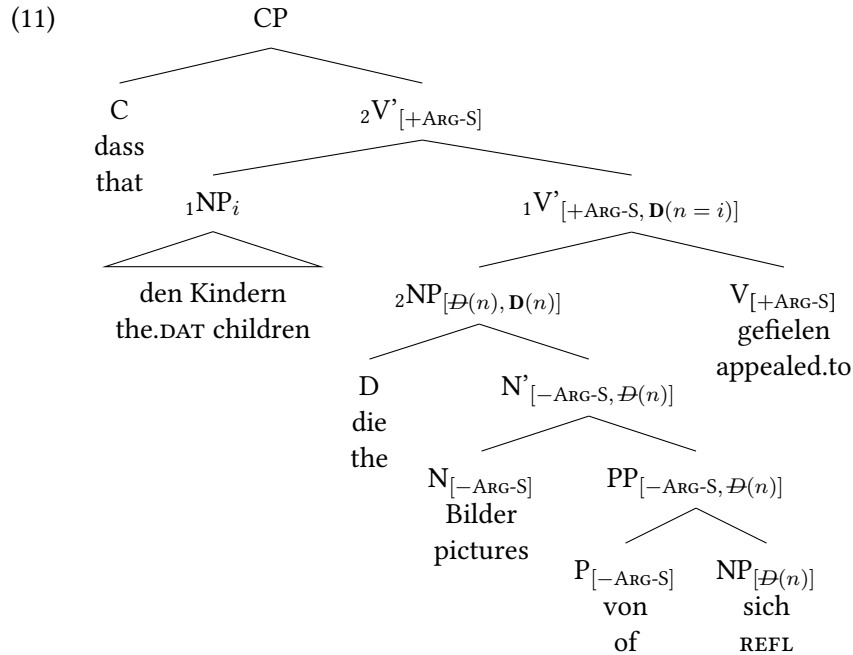 (11) CP
C ₂V’[+ARG-S]
dass
that
₁NPᵢ ₁V’[+ARG-S, D(n = i)]
den Kindern ₂NP[D̶(n), D(n)] V[+ARG-S]
the.DAT children gefielen
appealed.to
D N’[−ARG-S, D̶(n)]
die
the
N[−ARG-S] PP[−ARG-S, D̶(n)]
Bilder
pictures
P[−ARG-S] NP[D̶(n)]
von sich
of REFL